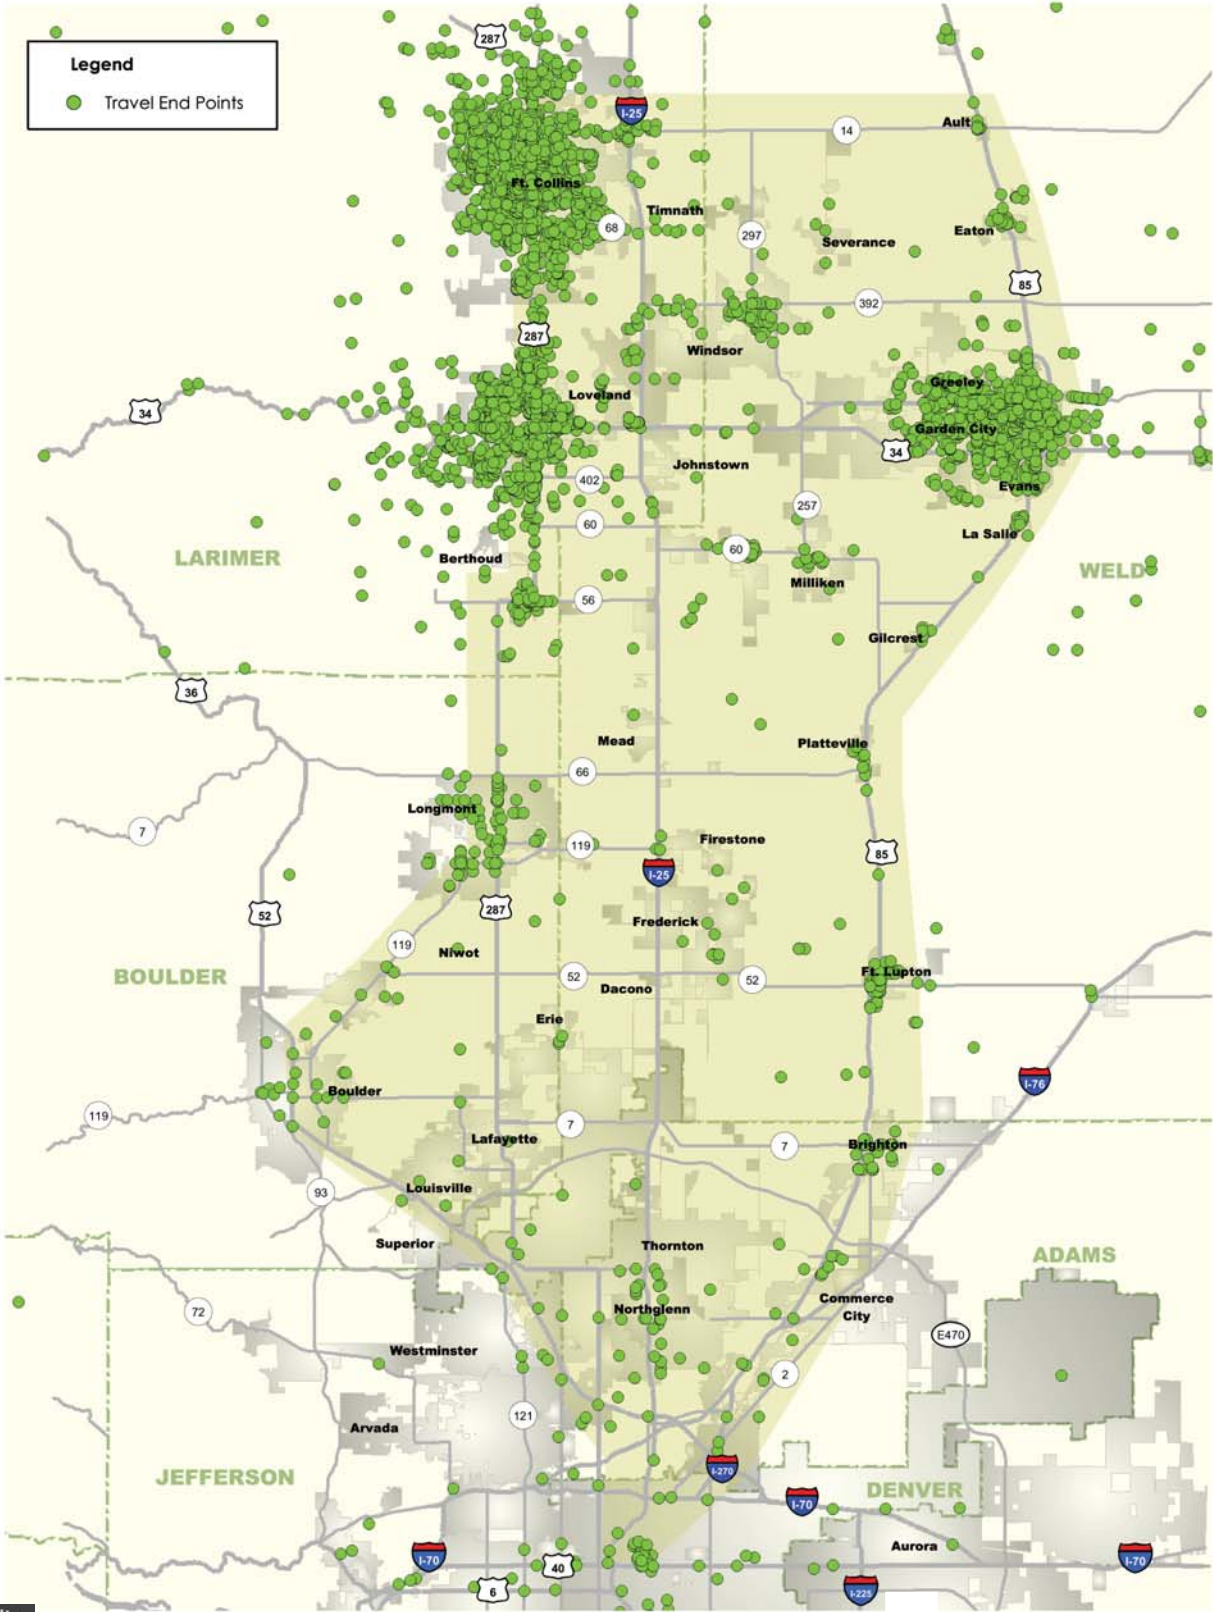 287
Legend
Travel End Points
I-25
14
Ault
Ft. Collins
Timnath
68
297
Severance
Eaton
85
392
287
Windsor
Greeley
34
Loveland
Garden City
34
Johnstown
402
Evans
257
60
La Salle
60
Berthoud
LARIMER
WELD
Milliken
56
Gilcrest
36
Mead
Platteville
66
Longmont
7
119
Firestone
85
I-25
287
52
Frederick
119
Niwot
BOULDER
52
52
Ft. Lupton
Dacono
Erie
I-76
Boulder
119
7
Lafayette
7
Brighton
93
Louisville
Superior
Thornton
ADAMS
Commerce
City
72
Northglenn
E470
Westminster
2
121
Arvada
I-270
JEFFERSON
DENVER
I-70
Aurora
I-70
40
I-70
6
I-225